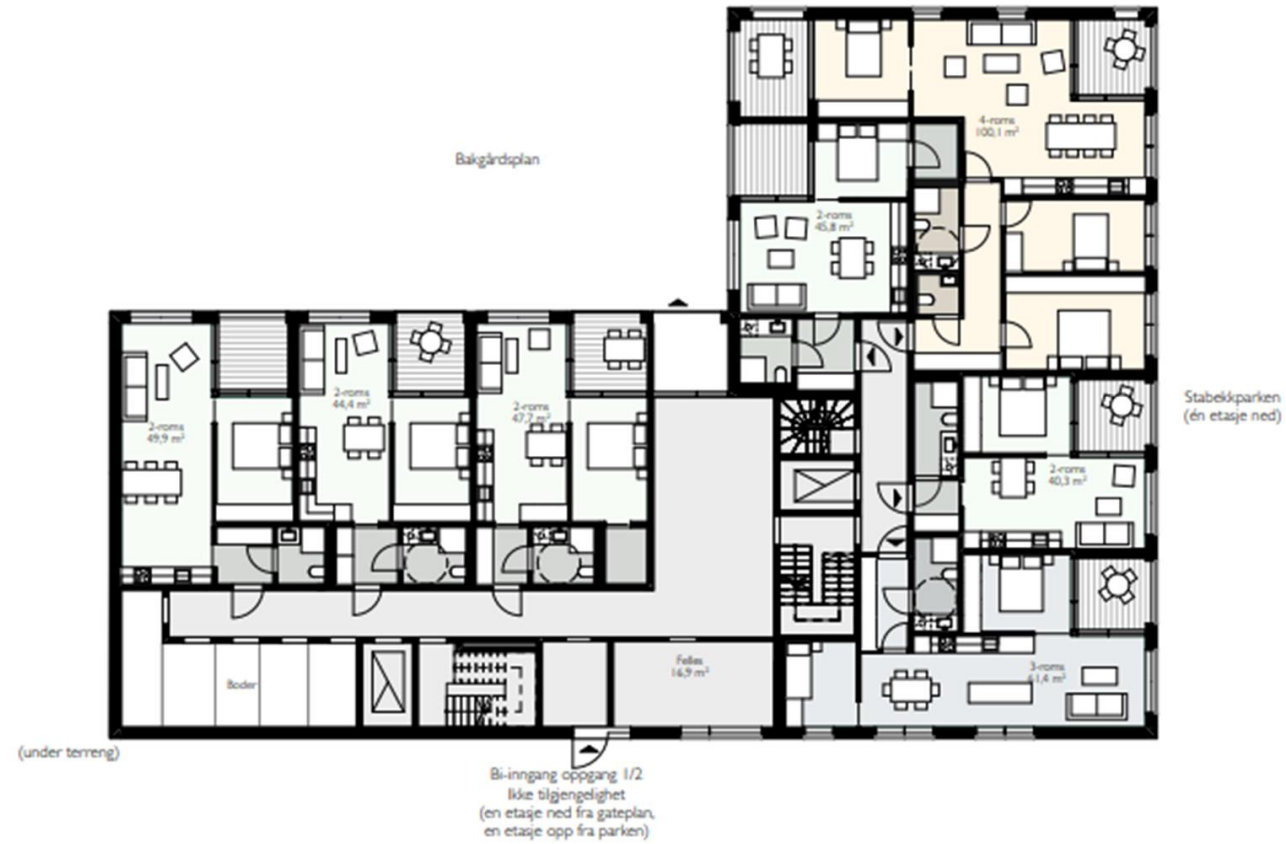 Bakgårdsplan
4-roms
100,1 m²
2-roms
45,8 m²
2-roms
49,9 m²
2-roms
44,4 m²
2-roms
47,7 m²
Stabekkparken
(én etasje ned)
2-roms
40,3 m²
3-roms
61,4 m²
Felles
16,9 m²
Boder
(under terreng)
Bi-inngang oppgang 1/2
Ikke tilgjengelighet
(en etasje ned fra gateplan,
en etasje opp fra parken)